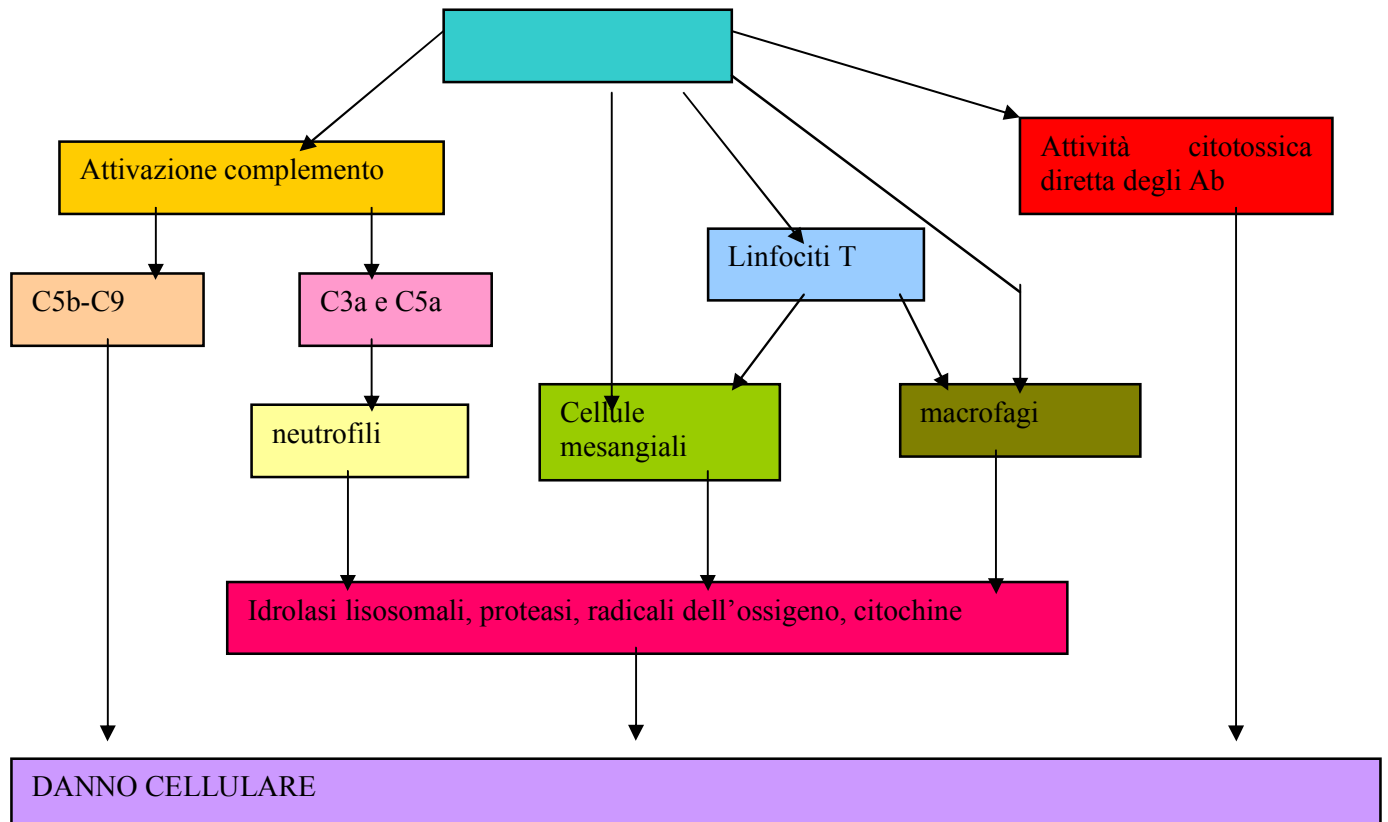 Attivazione complemento
Attività citotossica
diretta degli Ab
Linfociti T
C5b-C9
C3a e C5a
neutrofili
Cellule
mesangiali
macrofagi
Idrolasi lisosomali, proteasi, radicali dell’ossigeno, citochine
DANNO CELLULARE